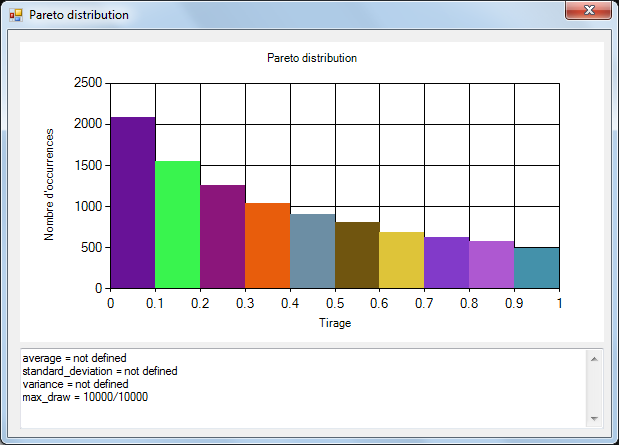 Pareto distribution
Pareto distribution
2500
2000
1500
1000
500
0
Nombre d'occurrences
0 0.1 0.2 0.3 0.4 0.5 0.6 0.7 0.8 0.9 1
Tirage
average = not defined
standard_deviation = not defined
variance = not defined
max_draw = 10000/10000